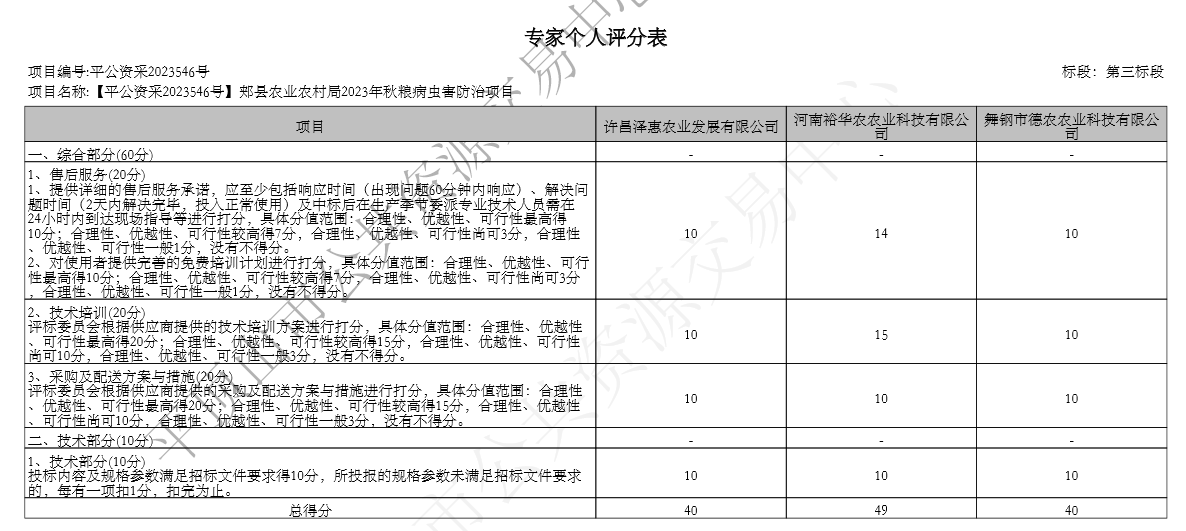 专家个人评分表
项目编号:平公资采2023546号
标段：第三标段
项目名称:【平公资采2023546号】郏县农业农村局2023年秋粮病虫害防治项目
项目
许昌泽惠农业发展有限公司
河南裕华农农业科技有限公
司
舞钢市德农农业科技有限公
司
一、综合部分(60分)
-
-
-
1、售后服务(20分)
1、提供详细的售后服务承诺，应至少包括响应时间（出现问题60分钟内响应）、解决问
题时间（2天内解决完毕，投入正常使用）及中标后在生产季节委派专业技术人员需在
24小时内到达现场指导等进行打分，具体分值范围：合理性、优越性、可行性最高得
10分；合理性、优越性、可行性较高得7分，合理性、优越性、可行性尚可3分，合理性
、优越性、可行性一般1分，没有不得分。
2、对使用者提供完善的免费培训计划进行打分，具体分值范围：合理性、优越性、可行
性最高得10分；合理性、优越性、可行性较高得7分，合理性、优越性、可行性尚可3分
，合理性、优越性、可行性一般1分，没有不得分。
10
14
10
2、技术培训(20分)
评标委员会根据供应商提供的技术培训方案进行打分，具体分值范围：合理性、优越性
、可行性最高得20分；合理性、优越性、可行性较高得15分，合理性、优越性、可行性
尚可10分，合理性、优越性、可行性一般3分，没有不得分。
10
15
10
3、采购及配送方案与措施(20分)
评标委员会根据供应商提供的采购及配送方案与措施进行打分，具体分值范围：合理性
、优越性、可行性最高得20分；合理性、优越性、可行性较高得15分，合理性、优越性
、可行性尚可10分，合理性、优越性、可行性一般3分，没有不得分。
10
10
10
二、技术部分(10分)
-
-
-
1、技术部分(10分)
投标内容及规格参数满足招标文件要求得10分，所投报的规格参数未满足招标文件要求
的，每有一项扣1分，扣完为止。
10
10
10
总得分
40
49
40
平顶山市公共资源交易中心
市公共资源交易中心